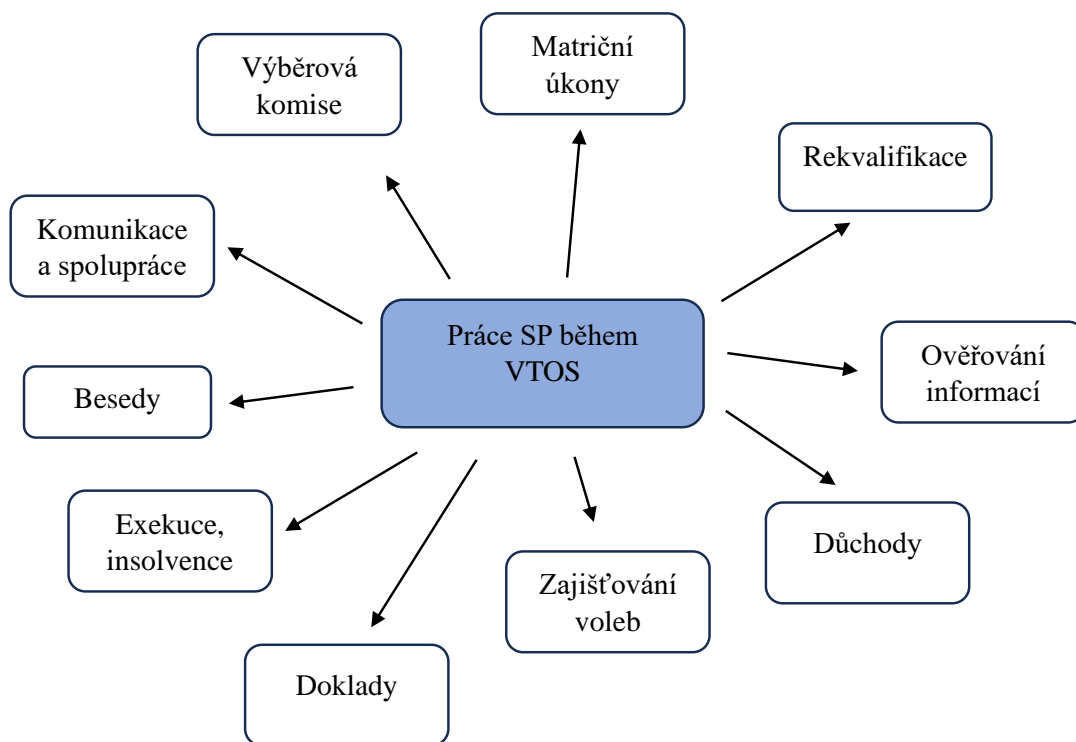 Matriční
úkony
Výběrová
komise
Rekvalifikace
Komunikace
a spolupráce
Práce SP během
VTOS
Ověřování
informací
Besedy
Exekuce,
insolvence
Důchody
Zajišťování
voleb
Doklady